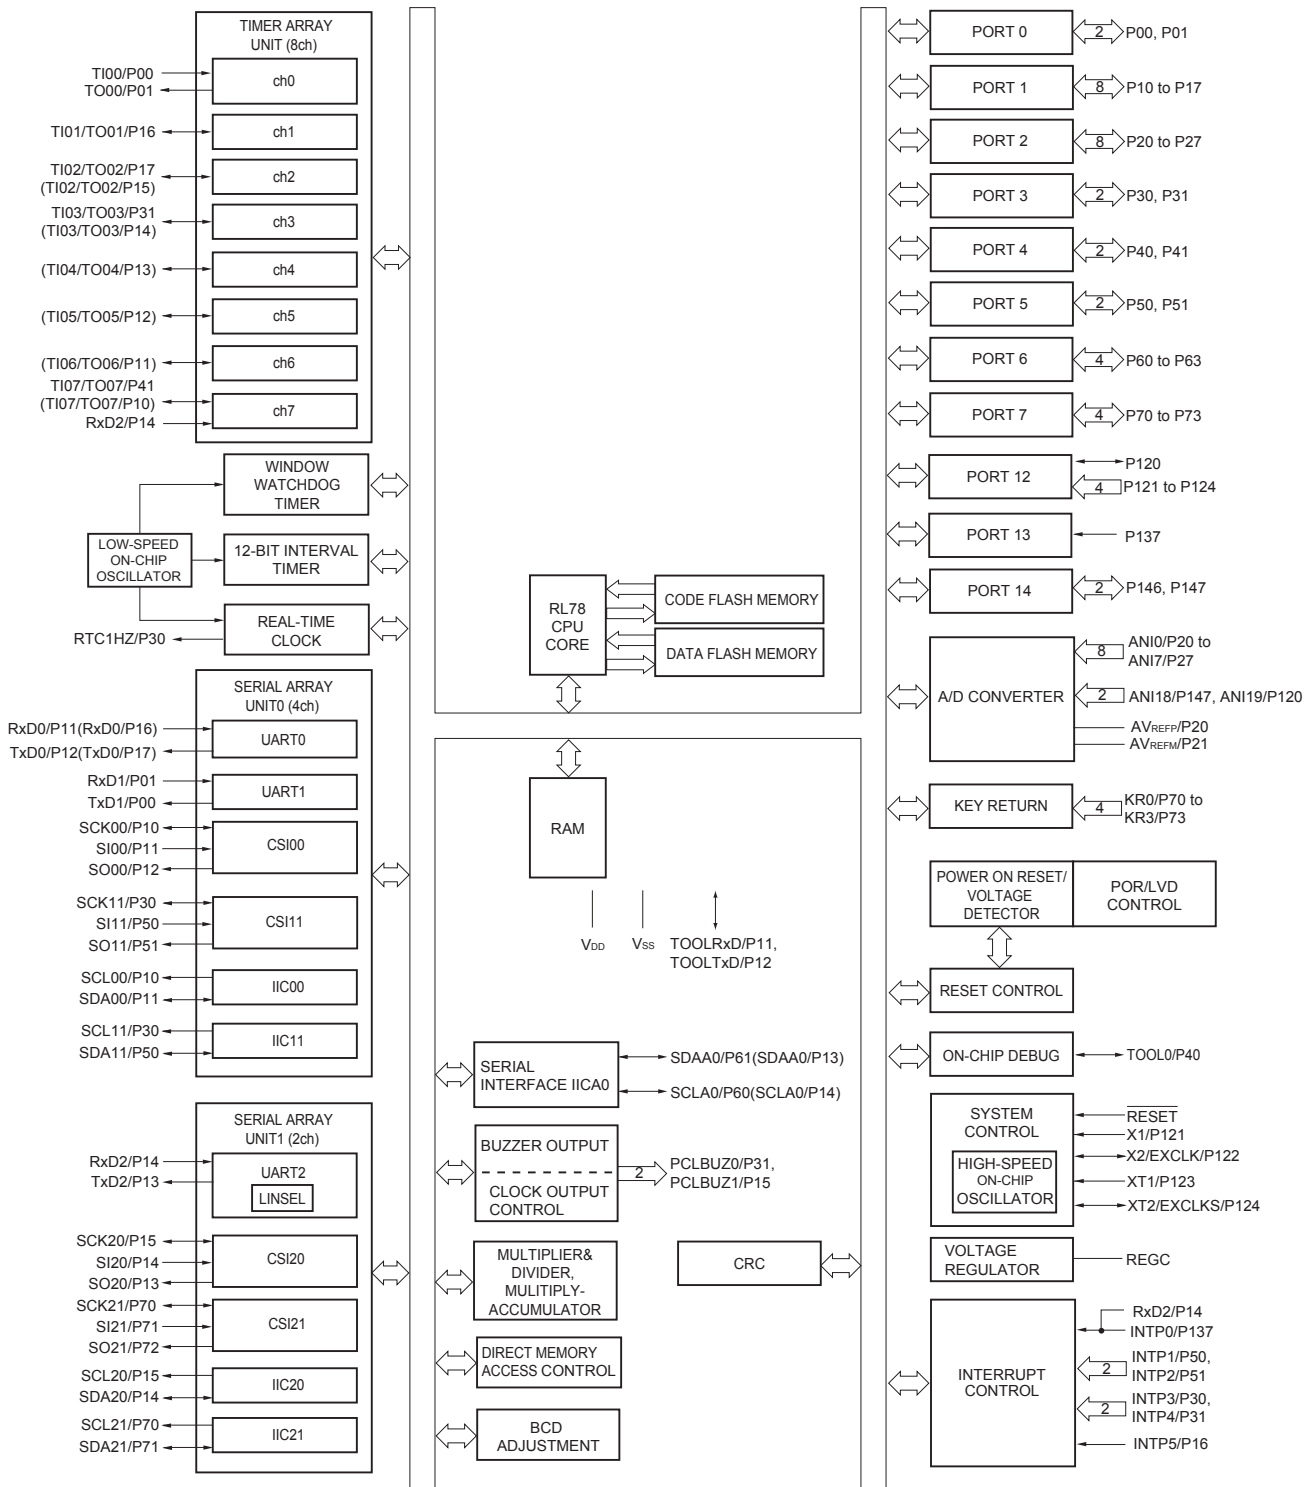 TIMER ARRAY
UNIT (8ch)
TI00/P00
TO00/P01
ch0
TI01/TO01/P16
ch1
TI02/TO02/P17
(TI02/TO02/P15)
ch2
TI03/TO03/P31
(TI03/TO03/P14)
ch3
(TI04/TO04/P13)
ch4
(TI05/TO05/P12)
ch5
(TI06/TO06/P11)
ch6
TI07/TO07/P41
(TI07/TO07/P10)
RxD2/P14
ch7
WINDOW
WATCHDOG
TIMER
LOW-SPEED
ON-CHIP
OSCILLATOR
12-BIT INTERVAL
TIMER
RTC1HZ/P30
REAL-TIME
CLOCK
SERIAL ARRAY
UNIT0 (4ch)
RxD0/P11(RxD0/P16)
TxD0/P12(TxD0/P17)
UART0
RxD1/P01
TxD1/P00
UART1
SCK00/P10
SI00/P11
SO00/P12
CSI00
SCK11/P30
SI11/P50
SO11/P51
CSI11
SCL00/P10
SDA00/P11
IIC00
SCL11/P30
SDA11/P50
IIC11
SERIAL ARRAY
UNIT1 (2ch)
RxD2/P14
TxD2/P13
UART2
LINSEL
SCK20/P15
SI20/P14
SO20/P13
CSI20
SCK21/P70
SI21/P71
SO21/P72
CSI21
SCL20/P15
SDA20/P14
IIC20
SCL21/P70
SDA21/P71
IIC21
RL78
CPU
CORE
CODE FLASH MEMORY
DATA FLASH MEMORY
RAM
VDD
VSS
TOOLRxD/P11,
TOOLTxD/P12
SERIAL
INTERFACE IICA0
SDAA0/P61(SDAA0/P13)
SCLA0/P60(SCLA0/P14)
BUZZER OUTPUT
CLOCK OUTPUT
CONTROL
2
PCLBUZ0/P31,
PCLBUZ1/P15
MULTIPLIER&
DIVIDER,
MULITIPLY-
ACCUMULATOR
CRC
DIRECT MEMORY
ACCESS CONTROL
BCD
ADJUSTMENT
PORT 0
2
P00, P01
PORT 1
8
P10 to P17
PORT 2
8
P20 to P27
PORT 3
2
P30, P31
PORT 4
2
P40, P41
PORT 5
2
P50, P51
PORT 6
4
P60 to P63
PORT 7
4
P70 to P73
PORT 12
P120
4
P121 to P124
PORT 13
P137
PORT 14
2
P146, P147
A/D CONVERTER
8
ANI0/P20 to
ANI7/P27
2
ANI18/P147, ANI19/P120
AVREFP/P20
AVREFM/P21
KEY RETURN
4
KR0/P70 to
KR3/P73
POWER ON RESET/
VOLTAGE
DETECTOR
POR/LVD
CONTROL
RESET CONTROL
ON-CHIP DEBUG
TOOL0/P40
SYSTEM
CONTROL
HIGH-SPEED
ON-CHIP
OSCILLATOR
RESET
X1/P121
X2/EXCLK/P122
XT1/P123
XT2/EXCLKS/P124
VOLTAGE
REGULATOR
REGC
INTERRUPT
CONTROL
RxD2/P14
INTP0/P137
2
INTP1/P50,
INTP2/P51
2
INTP3/P30,
INTP4/P31
INTP5/P16